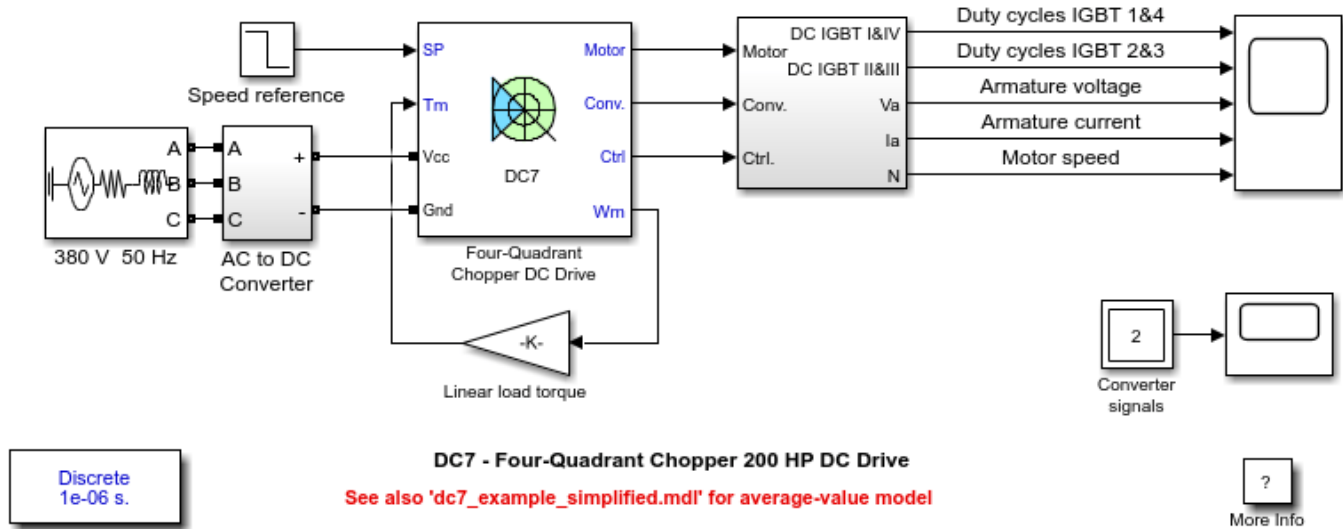 Duty cycles IGBT 1&4
Duty cycles IGBT 2&3
Armature voltage
Armature current
Motor speed
DC IGBT I&IV
Motor
DC IGBT II&III
Conv.
Va
Ia
Ctrl.
N
SP
Motor
Tm
Conv.
Vcc
Ctrl
DC7
Gnd
Wm
Four-Quadrant
Chopper DC Drive
Speed reference
A
B
C
A
B
C
+
-
380 V 50 Hz
AC to DC
Converter
-K-
Linear load torque
2
Converter
signals
Discrete
1e-06 s.
DC7 - Four-Quadrant Chopper 200 HP DC Drive
See also 'dc7_example_simplified.mdl' for average-value model
?
More Info